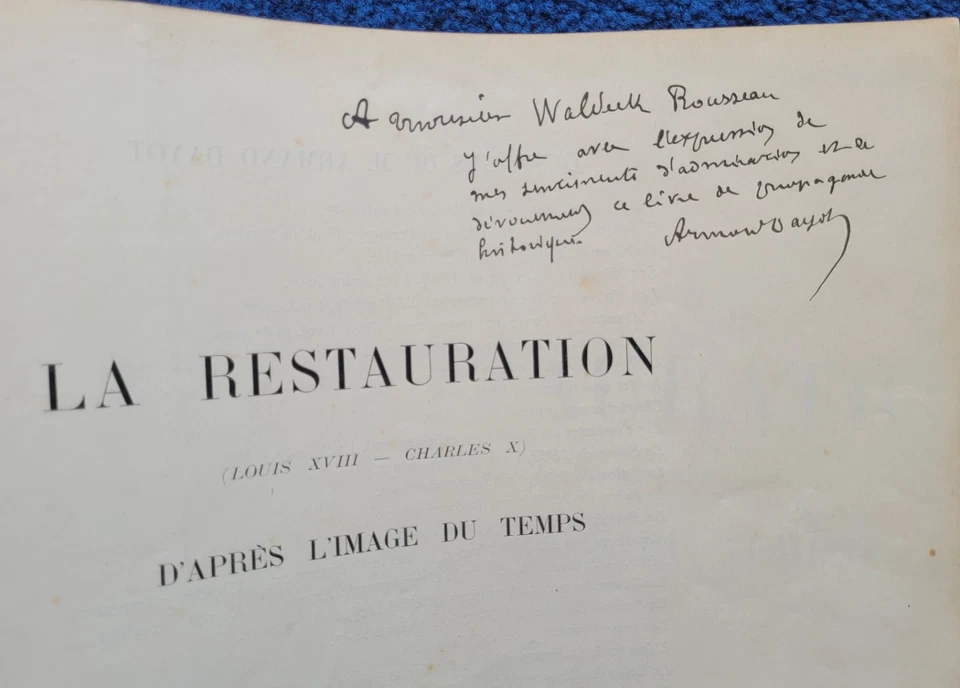 A monsieur Waldeck Rousseau
J'offre avec l'expression de
mes sentiments d'admiration et de
dévouement ce livre de propagande
historique.
Armand Dayot
LA RESTAURATION
(LOUIS XVIII — CHARLES X)
D'APRÈS L'IMAGE DU TEMPS